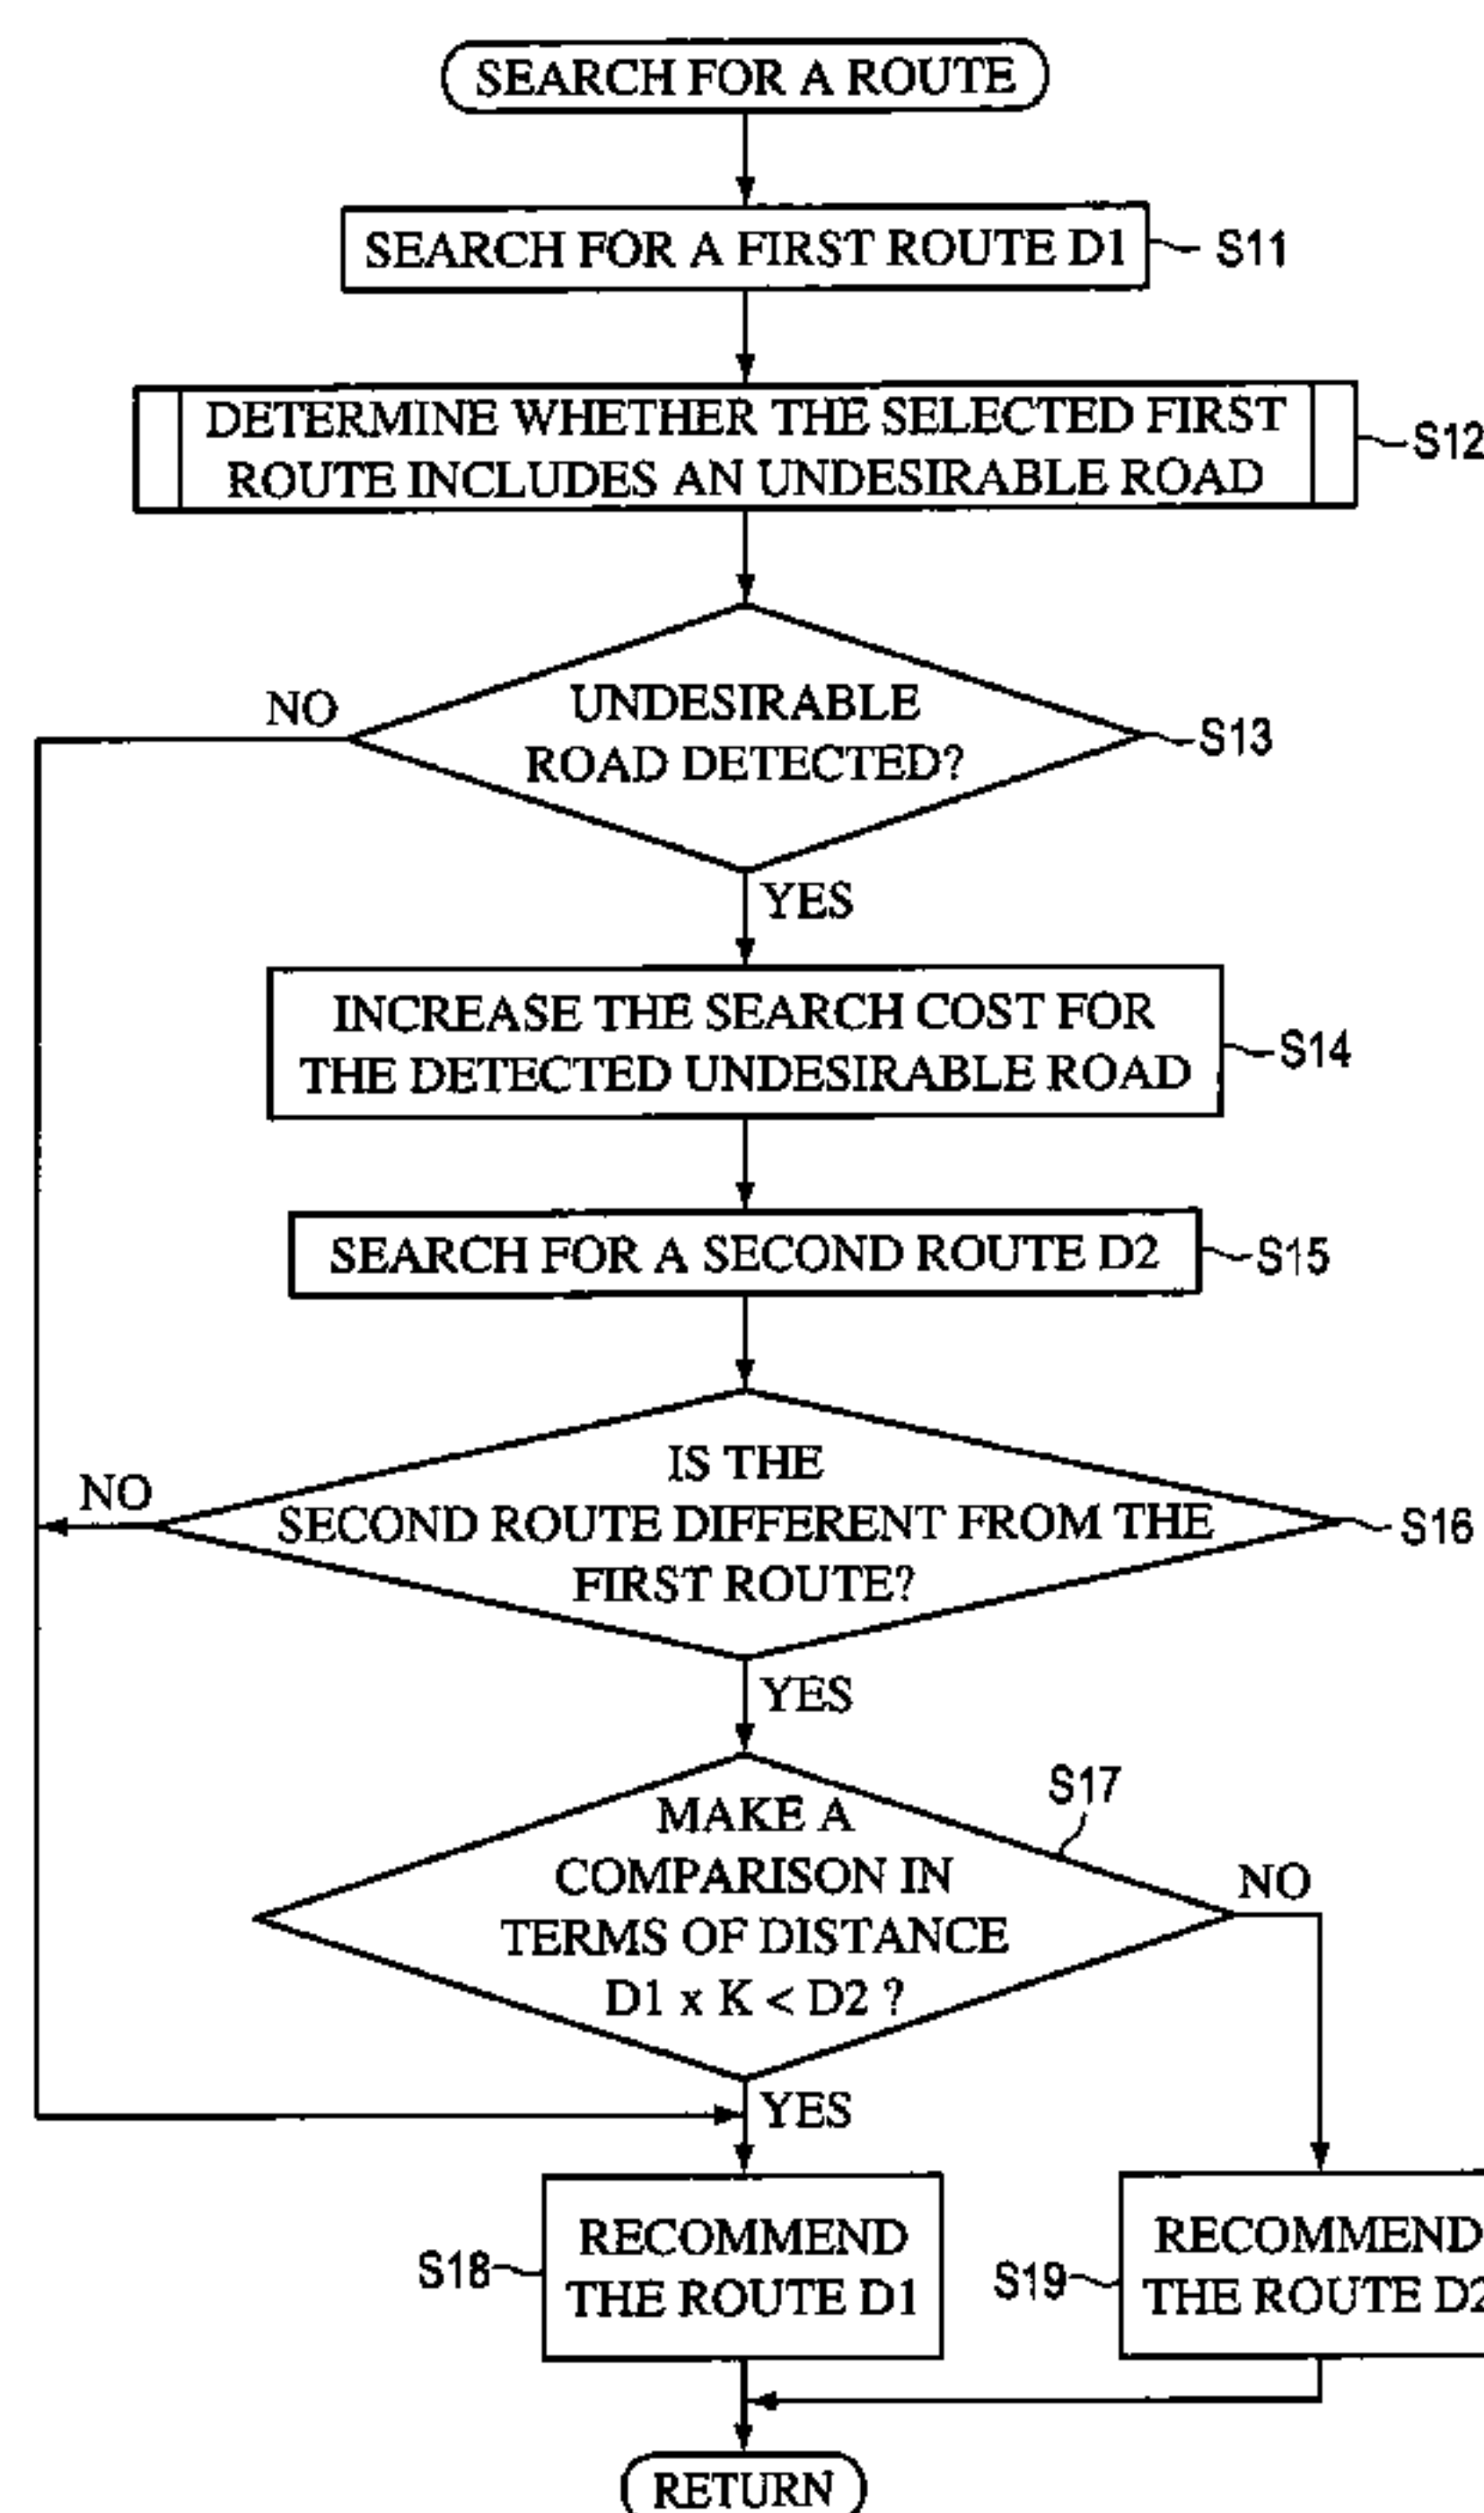 SEARCH FOR A ROUTE
SEARCH FOR A FIRST ROUTE D1
S11
DETERMINE WHETHER THE SELECTED FIRST
ROUTE INCLUDES AN UNDESIRABLE ROAD
S12
NO
UNDESIRABLE
ROAD DETECTED?
S13
YES
INCREASE THE SEARCH COST FOR
THE DETECTED UNDESIRABLE ROAD
S14
SEARCH FOR A SECOND ROUTE D2
S15
NO
IS THE
SECOND ROUTE DIFFERENT FROM THE
FIRST ROUTE?
S16
YES
S17
MAKE A
COMPARISON IN
TERMS OF DISTANCE
D1 x K < D2 ?
NO
YES
S18
RECOMMEND
THE ROUTE D1
S19
RECOMMEND
THE ROUTE D2
RETURN